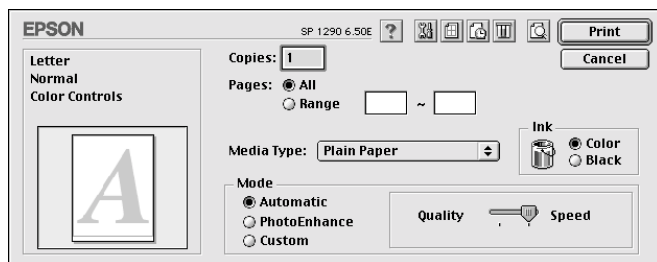 EPSON
SP 1290 6.50E
?
Print
Cancel
Letter
Normal
Color Controls
A
Copies: 1
Pages: All
Range ~
Media Type: Plain Paper
Ink
Color
Black
Mode
Automatic
PhotoEnhance
Custom
Quality Speed